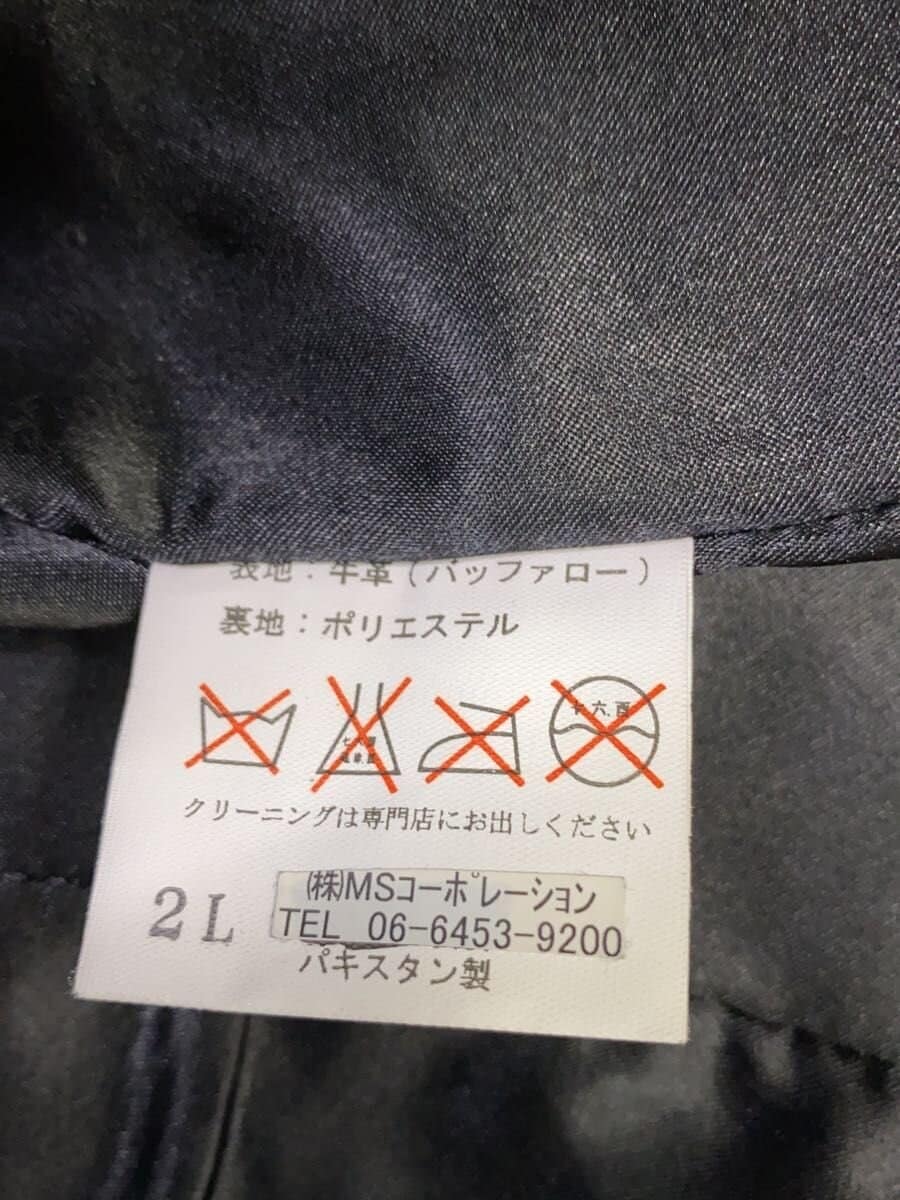 表地：牛革(バッファロー)
裏地：ポリエステル
クリーニングは専門店にお出しください
2L
(株)MSコーポレーション
TEL 06-6453-9200
パキスタン製